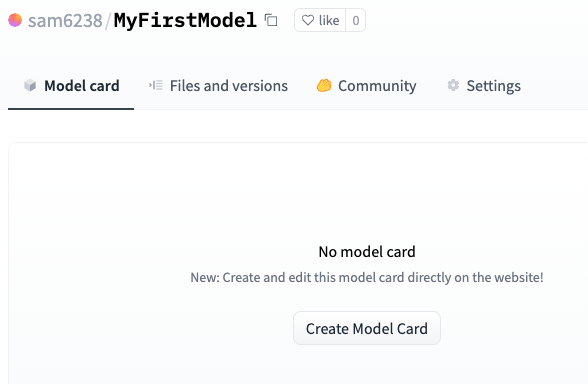 sam6238/MyFirstModel like 0
Model card Files and versions Community Settings
No model card
New: Create and edit this model card directly on the website!
Create Model Card